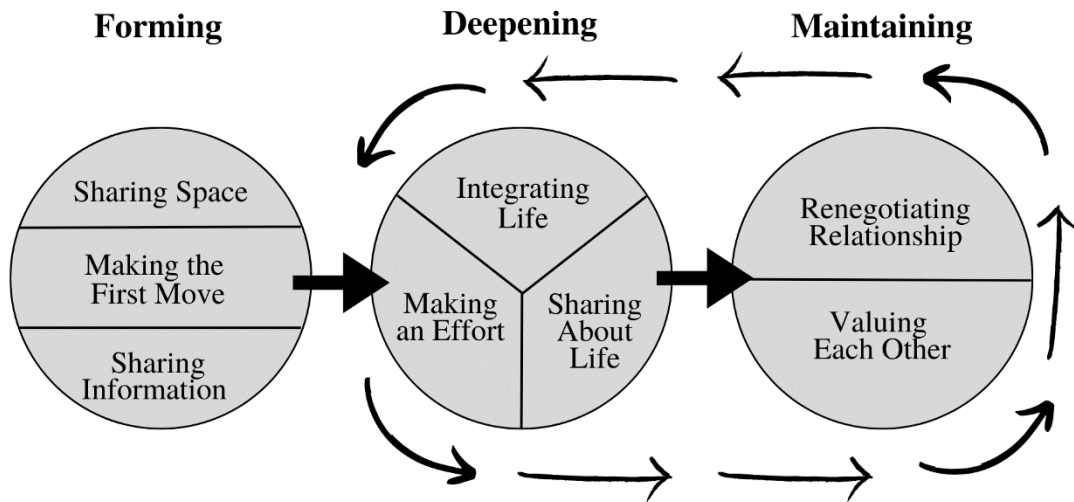 Forming
Deepening
Maintaining
Sharing Space
Making the
First Move
Sharing
Information
Integrating
Life
Making
an Effort
Sharing
About
Life
Renegotiating
Relationship
Valuing
Each Other